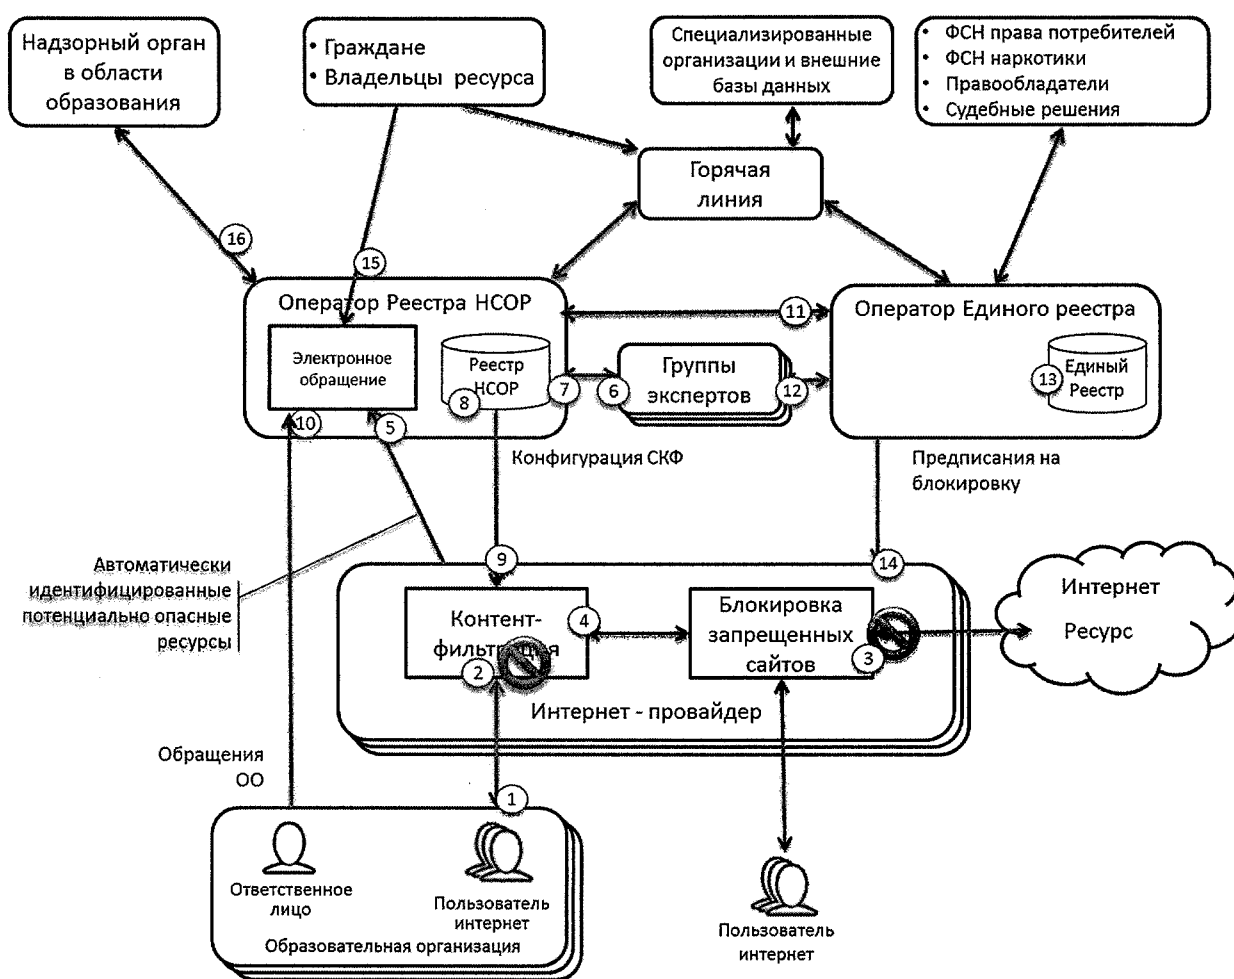 Надзорный орган
в области
образования
• Граждане
• Владельцы ресурса
Специализированные
организации и внешние
базы данных
• ФСН права потребителей
• ФСН наркотики
• Правообладатели
• Судебные решения
Горячая
линия
16
15
Оператор Реестра НСОР
11
Оператор Единого реестра
Электронное
обращение
Реестр
НСОР
8
7
6
Группы
экспертов
12
13
Единый
Реестр
10
5
Конфигурация СКФ
Предписания на
блокировку
Автоматически
идентифицированные
потенциально опасные
ресурсы
9
14
Контент-
фильтрация
2
4
Блокировка
запрещенных
сайтов
3
Интернет
Ресурс
Интернет - провайдер
Обращения
ОО
1
Ответственное
лицо
Пользователь
интернет
Образовательная организация
Пользователь
интернет